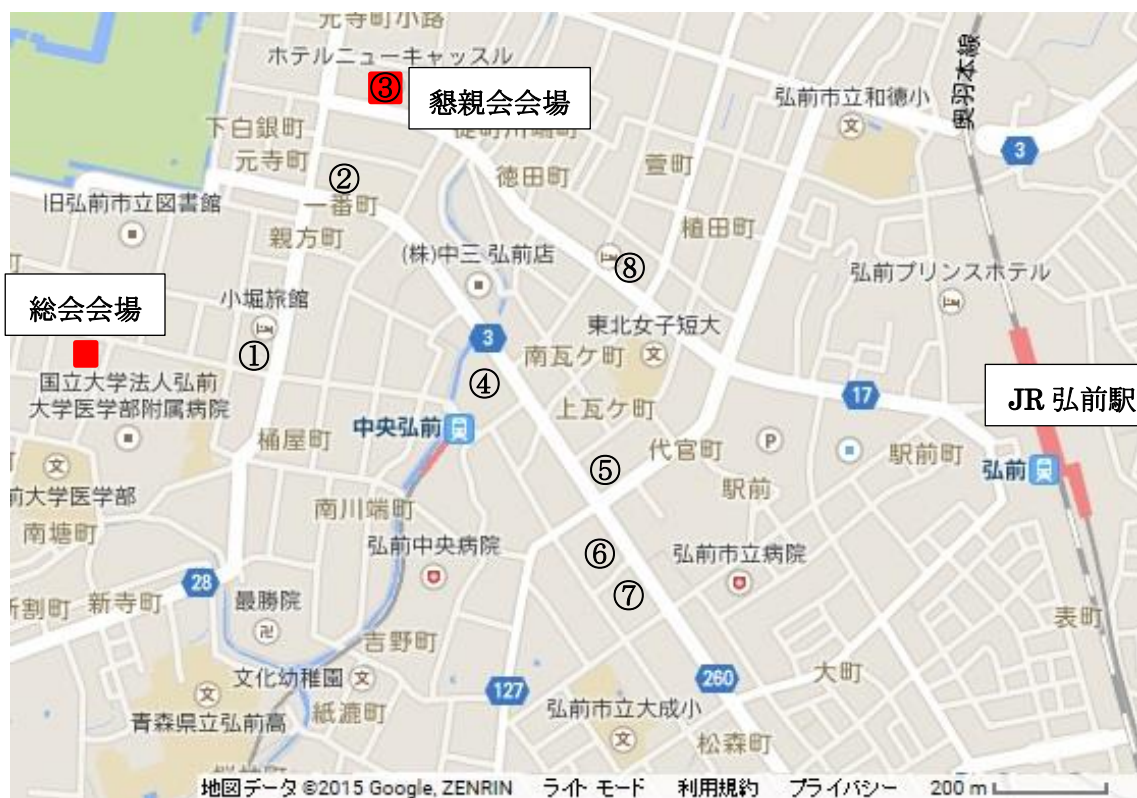 元寺町小路
ホテルニューキャッスル
③
懇親会会場
弘前市立和徳小
奥羽本線
3
下白銀町
元寺町
徒町川端町
②
一番町
徳田町
萱町
旧弘前市立図書館
親方町
植田町
(株)中三 弘前店
⑧
弘前プリンスホテル
総会会場
小堀旅館
①
3
東北女子短大
南瓦ケ町
④
国立大学法人弘前
大学医学部附属病院
上瓦ケ町
17
JR 弘前駅
桶屋町
中央弘前
代官町
P
駅前町
弘前
⑤
駅前
前大学医学部
南塘町
南川端町
弘前中央病院
⑥
弘前市立病院
28
新割町
新寺町
最勝院
⑦
表町
吉野町
文化幼稚園
127
260
大町
青森県立弘前高
紙漉町
弘前市立大成小
松森町
地図データ ©2015 Google, ZENRIN
ライト モード
利用規約
プライバシー
200 m